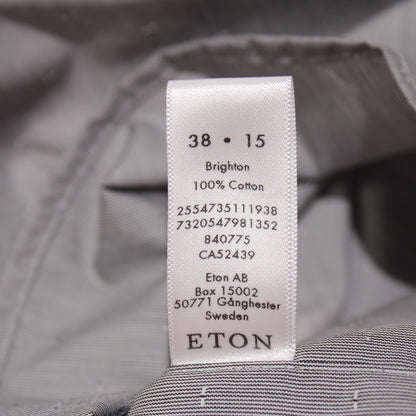 38 • 15
Brighton
100% Cotton
2554735111938
7320547981352
840775
CA52439
Eton AB
Box 15002
50771 Gånghester
Sweden
ETON